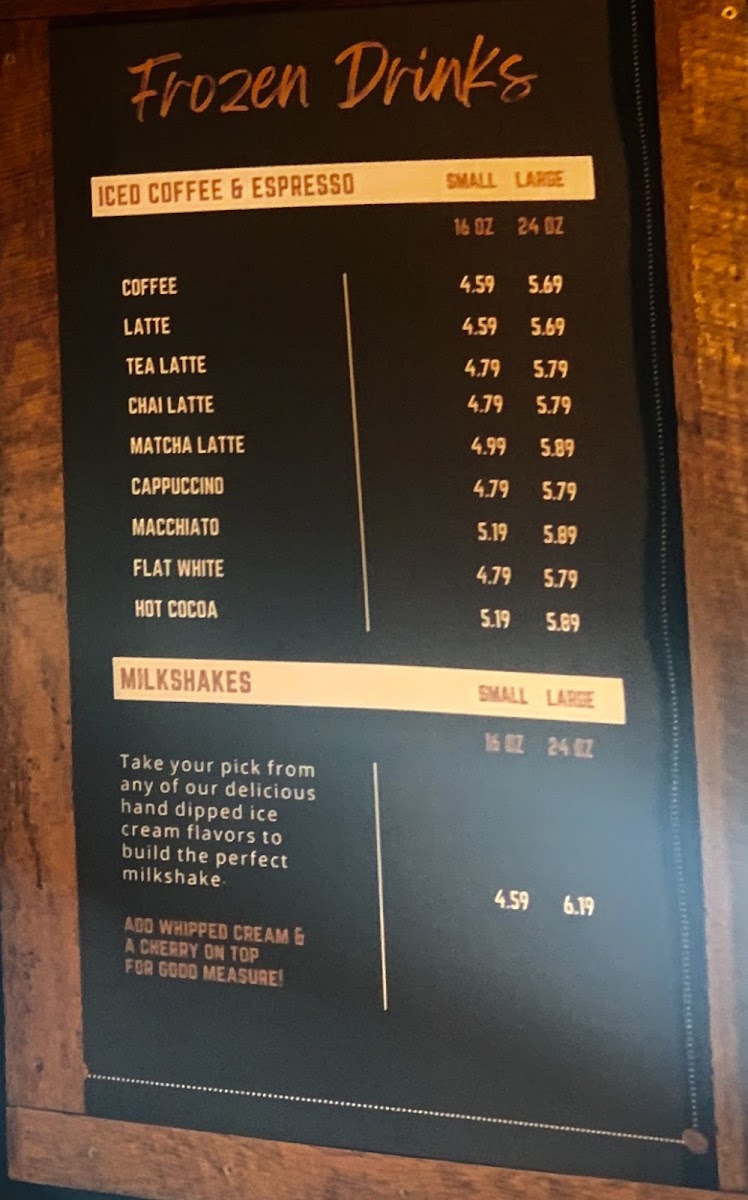 Frozen Drinks
ICED COFFEE & ESPRESSO SMALL LARGE
16 OZ 24 OZ
COFFEE 4.59 5.69
LATTE 4.59 5.69
TEA LATTE 4.79 5.79
CHAI LATTE 4.79 5.79
MATCHA LATTE 4.99 5.89
CAPPUCCINO 4.79 5.79
MACCHIATO 5.19 5.89
FLAT WHITE 4.79 5.79
HOT COCOA 5.19 5.89
MILKSHAKES SMALL LARGE
16 OZ 24 OZ
Take your pick from
any of our delicious
hand dipped ice
cream flavors to
build the perfect
milkshake.
4.59 6.19
ADD WHIPPED CREAM &
A CHERRY ON TOP
FOR GOOD MEASURE!